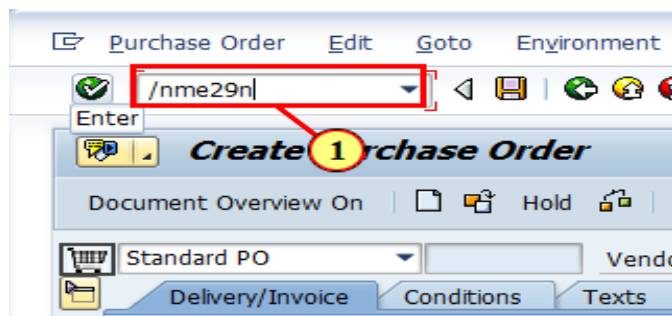 Purchase Order Edit Goto Environment
/nme29n
Enter
Create 1 rchase Order
Document Overview On Hold
Standard PO Vend
Delivery/Invoice Conditions Texts